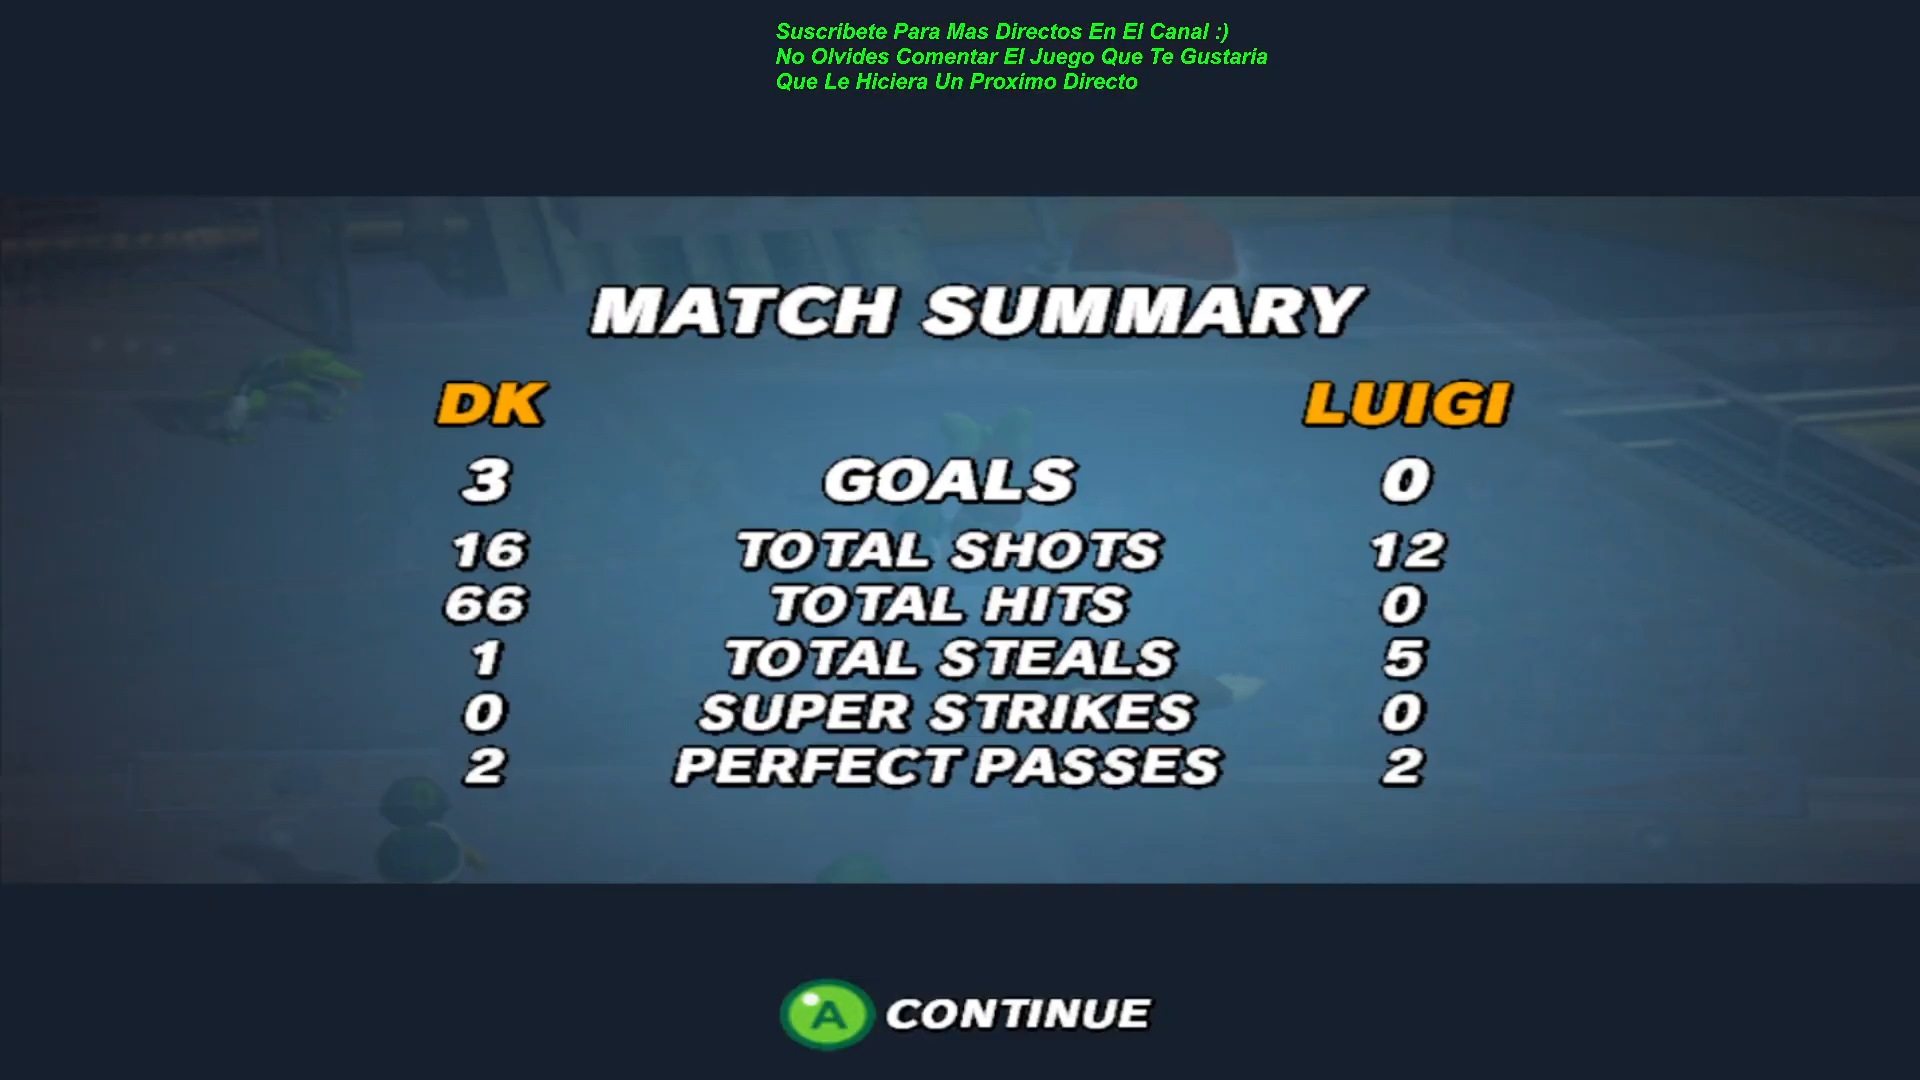 Suscribete Para Mas Directos En El Canal :)
No Olvides Comentar El Juego Que Te Gustaria
Que Le Hiciera Un Proximo Directo
MATCH SUMMARY
DK LUIGI
3 GOALS 0
16 TOTAL SHOTS 12
66 TOTAL HITS 0
1 TOTAL STEALS 5
0 SUPER STRIKES 0
2 PERFECT PASSES 2
A CONTINUE